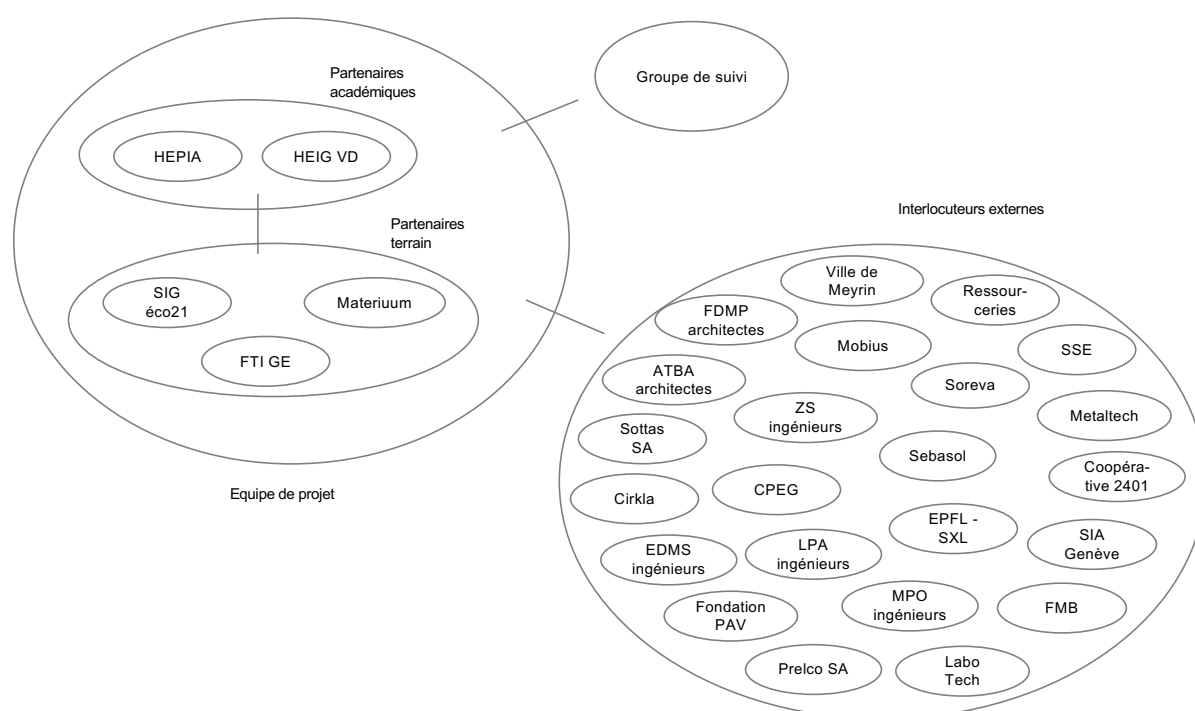 Partenaires
académiques
HEPIA
HEIG VD
Partenaires
terrain
SIG
éco21
Materiuum
FTI GE
Equipe de projet
Groupe de suivi
Interlocuteurs externes
Ville de
Meyrin
Ressour-
ceries
FDMP
architectes
Mobius
SSE
ATBA
architectes
Soreva
ZS
ingénieurs
Metaltech
Sottas
SA
Sebasol
Coopéra-
tive 2401
Cirkla
CPEG
EPFL -
SXL
SIA
Genève
EDMS
ingénieurs
LPA
ingénieurs
MPO
ingénieurs
FMB
Fondation
PAV
Prelco SA
Labo
Tech